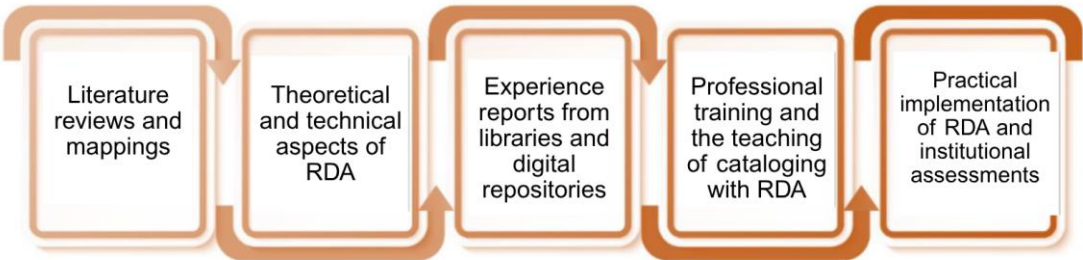 Literature
reviews and
mappings
Theoretical
and technical
aspects of
RDA
Experience
reports from
libraries and
digital
repositories
Professional
training and
the teaching
of cataloging
with RDA
Practical
implementation
of RDA and
institutional
assessments